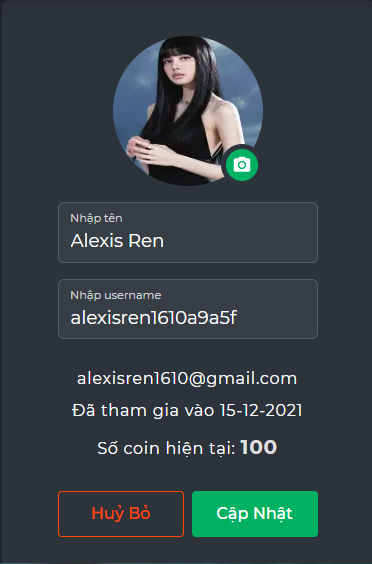 Nhập tên
Alexis Ren
Nhập username
alexisren1610a9a5f
alexisren1610@gmail.com
Đã tham gia vào 15-12-2021
Số coin hiện tại: 100
Huỷ Bỏ
Cập Nhật